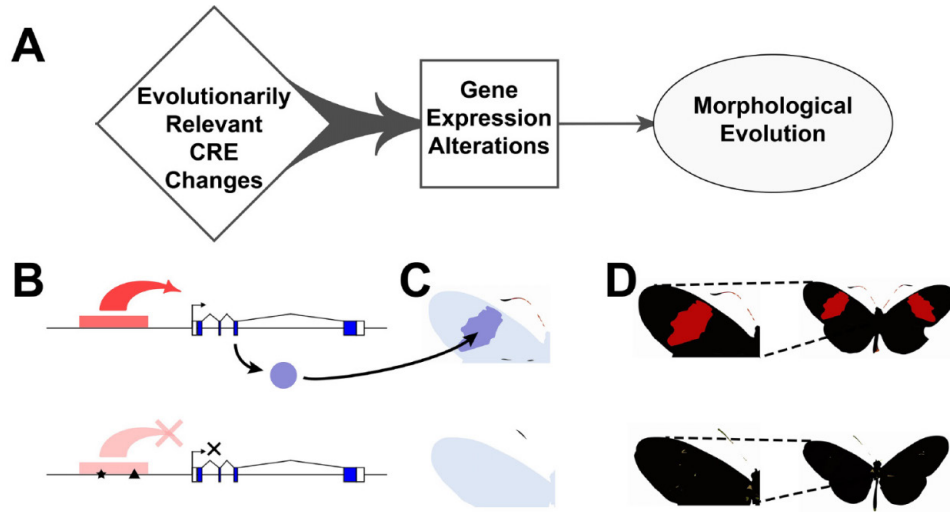 A
Evolutionarily
Relevant
CRE
Changes
Gene
Expression
Alterations
Morphological
Evolution
B
C
D